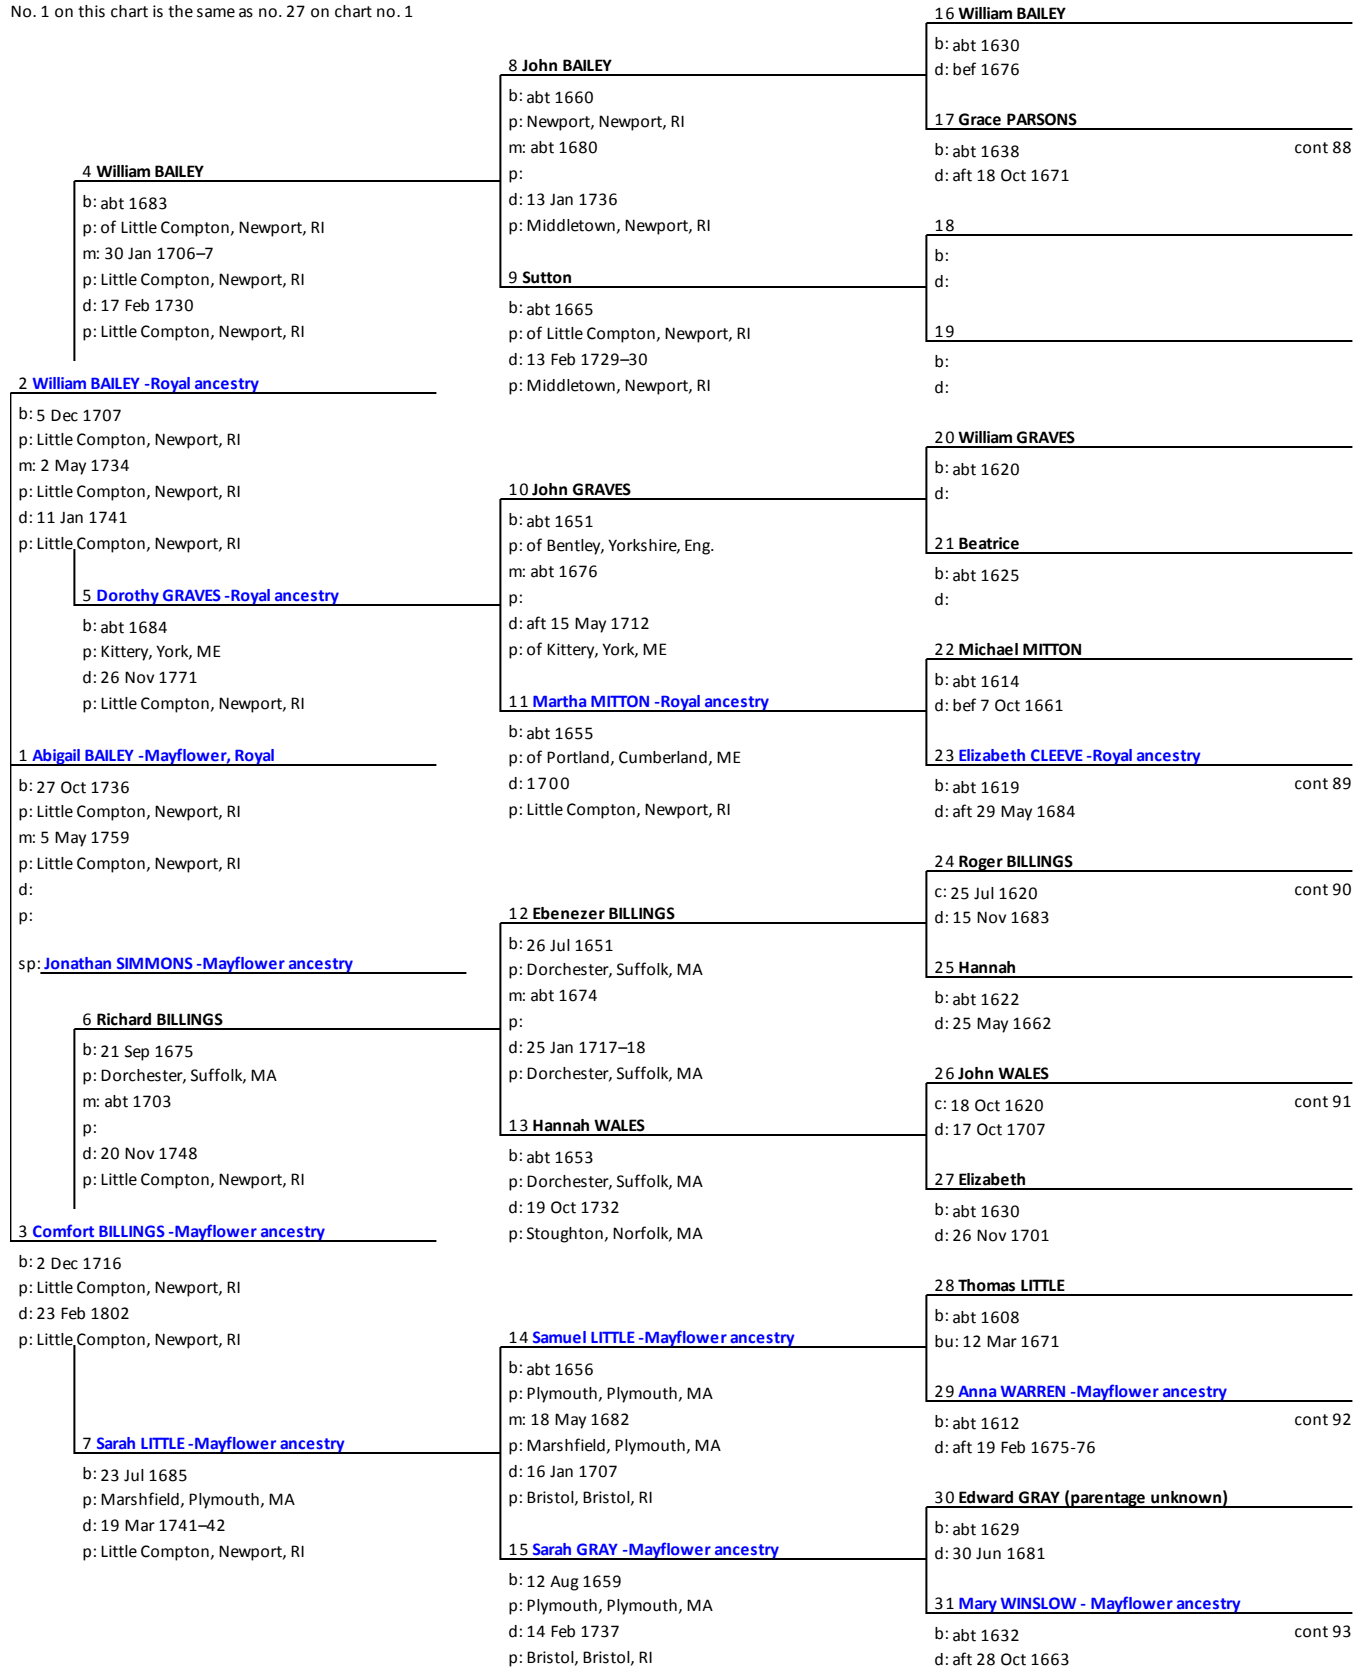 No. 1 on this chart is the same as no. 27 on chart no. 1
16 William BAILEY
b: abt 1630
d: bef 1676
8 John BAILEY
b: abt 1660
p: Newport, Newport, RI
m: abt 1680
p:
d: 13 Jan 1736
p: Middletown, Newport, RI
17 Grace PARSONS
b: abt 1638
cont 88
d: aft 18 Oct 1671
4 William BAILEY
b: abt 1683
p: of Little Compton, Newport, RI
m: 30 Jan 1706–7
p: Little Compton, Newport, RI
d: 17 Feb 1730
p: Little Compton, Newport, RI
18
b:
d:
9 Sutton
b: abt 1665
p: of Little Compton, Newport, RI
d: 13 Feb 1729–30
p: Middletown, Newport, RI
19
b:
d:
2 William BAILEY -Royal ancestry
b: 5 Dec 1707
p: Little Compton, Newport, RI
m: 2 May 1734
p: Little Compton, Newport, RI
d: 11 Jan 1741
p: Little Compton, Newport, RI
20 William GRAVES
b: abt 1620
d:
10 John GRAVES
b: abt 1651
p: of Bentley, Yorkshire, Eng.
m: abt 1676
p:
d: aft 15 May 1712
p: of Kittery, York, ME
21 Beatrice
b: abt 1625
d:
5 Dorothy GRAVES -Royal ancestry
b: abt 1684
p: Kittery, York, ME
d: 26 Nov 1771
p: Little Compton, Newport, RI
22 Michael MITTON
b: abt 1614
d: bef 7 Oct 1661
11 Martha MITTON -Royal ancestry
b: abt 1655
p: of Portland, Cumberland, ME
d: 1700
p: Little Compton, Newport, RI
23 Elizabeth CLEEVE -Royal ancestry
b: abt 1619
cont 89
d: aft 29 May 1684
1 Abigail BAILEY -Mayflower, Royal
b: 27 Oct 1736
p: Little Compton, Newport, RI
m: 5 May 1759
p: Little Compton, Newport, RI
d:
p:
sp: Jonathan SIMMONS -Mayflower ancestry
24 Roger BILLINGS
c: 25 Jul 1620
cont 90
d: 15 Nov 1683
12 Ebenezer BILLINGS
b: 26 Jul 1651
p: Dorchester, Suffolk, MA
m: abt 1674
p:
d: 25 Jan 1717–18
p: Dorchester, Suffolk, MA
25 Hannah
b: abt 1622
d: 25 May 1662
6 Richard BILLINGS
b: 21 Sep 1675
p: Dorchester, Suffolk, MA
m: abt 1703
p:
d: 20 Nov 1748
p: Little Compton, Newport, RI
26 John WALES
c: 18 Oct 1620
cont 91
d: 17 Oct 1707
13 Hannah WALES
b: abt 1653
p: Dorchester, Suffolk, MA
d: 19 Oct 1732
p: Stoughton, Norfolk, MA
27 Elizabeth
b: abt 1630
d: 26 Nov 1701
3 Comfort BILLINGS -Mayflower ancestry
b: 2 Dec 1716
p: Little Compton, Newport, RI
d: 23 Feb 1802
p: Little Compton, Newport, RI
28 Thomas LITTLE
b: abt 1608
bu: 12 Mar 1671
14 Samuel LITTLE -Mayflower ancestry
b: abt 1656
p: Plymouth, Plymouth, MA
m: 18 May 1682
p: Marshfield, Plymouth, MA
d: 16 Jan 1707
p: Bristol, Bristol, RI
29 Anna WARREN -Mayflower ancestry
b: abt 1612
cont 92
d: aft 19 Feb 1675-76
7 Sarah LITTLE -Mayflower ancestry
b: 23 Jul 1685
p: Marshfield, Plymouth, MA
d: 19 Mar 1741–42
p: Little Compton, Newport, RI
30 Edward GRAY (parentage unknown)
b: abt 1629
d: 30 Jun 1681
15 Sarah GRAY -Mayflower ancestry
b: 12 Aug 1659
p: Plymouth, Plymouth, MA
d: 14 Feb 1737
p: Bristol, Bristol, RI
31 Mary WINSLOW - Mayflower ancestry
b: abt 1632
cont 93
d: aft 28 Oct 1663